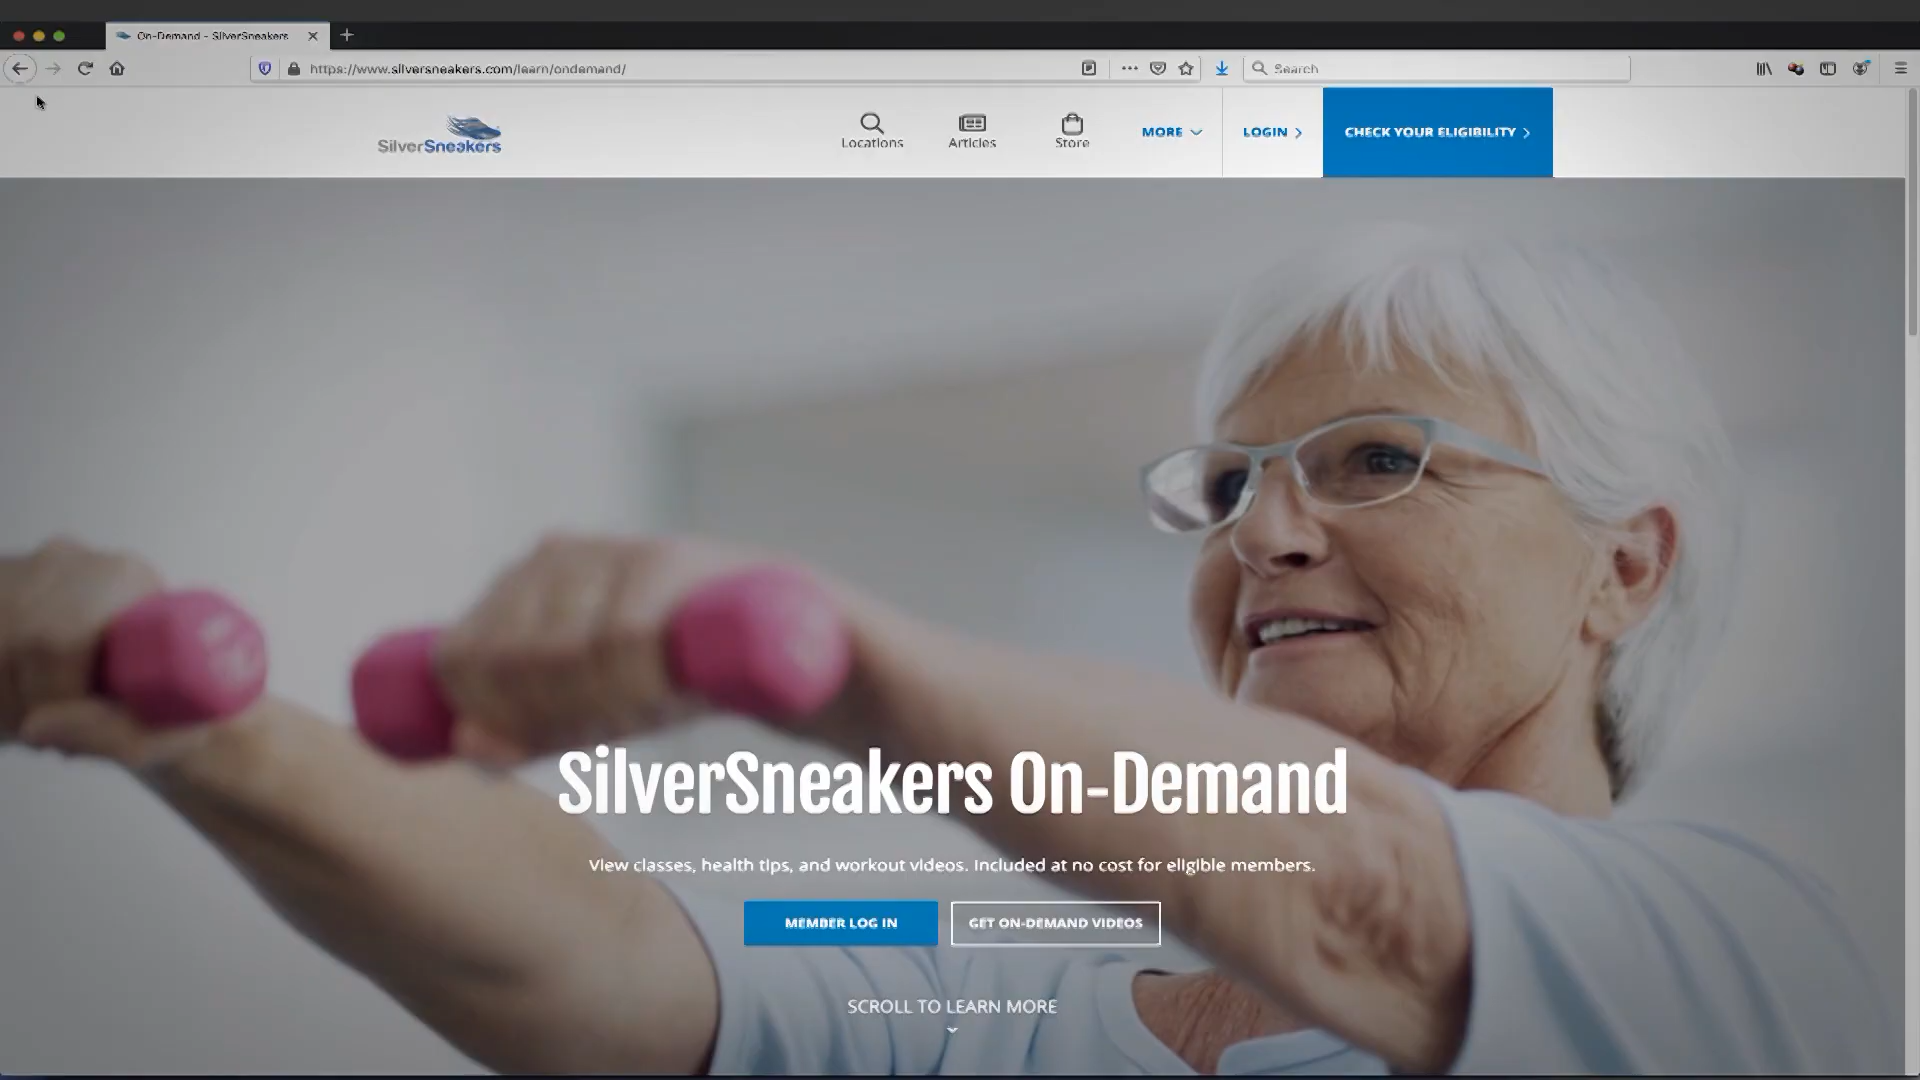 On-Demand - SilverSneakers
https://www.silversneakers.com/learn/ondemand/
Search
SilverSneakers
Locations
Articles
Store
MORE
LOGIN
CHECK YOUR ELIGIBILITY
SilverSneakers On-Demand
View classes, health tips, and workout videos. Included at no cost for eligible members.
MEMBER LOG IN
GET ON-DEMAND VIDEOS
SCROLL TO LEARN MORE